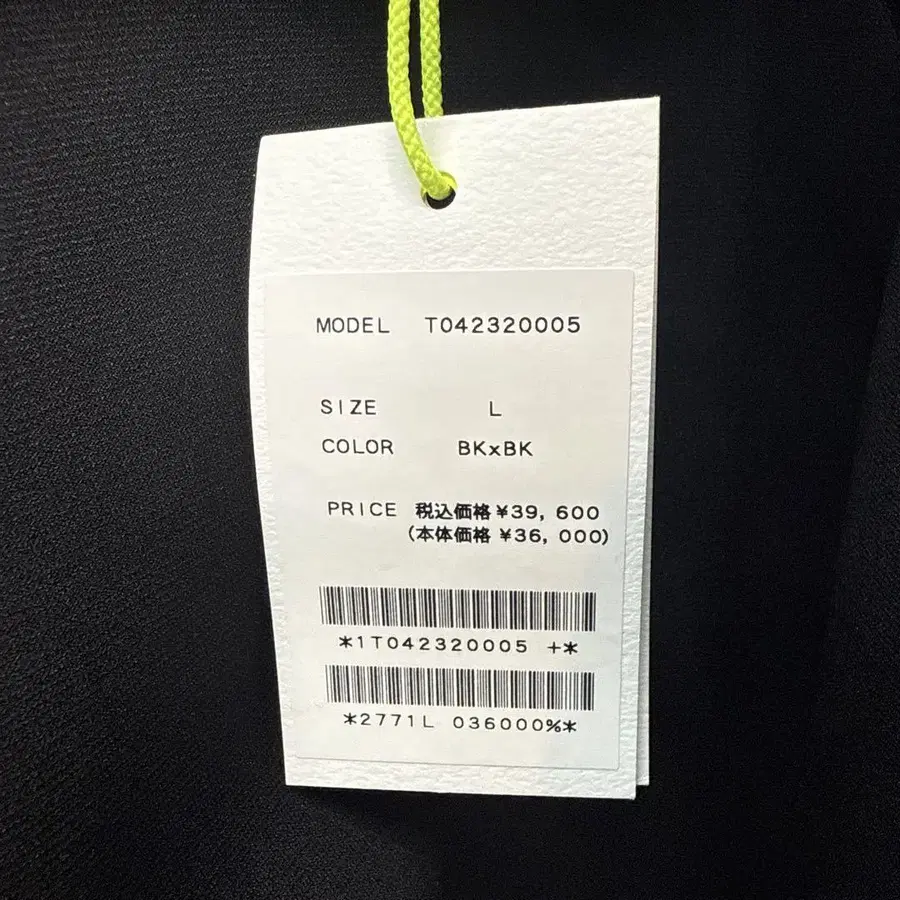 MODEL T042320005
SIZE L
COLOR BKxBK
PRICE 税込価格 ¥39, 600
(本体価格 ¥36, 000)
*1T042320005 +*
*2771L 036000%*